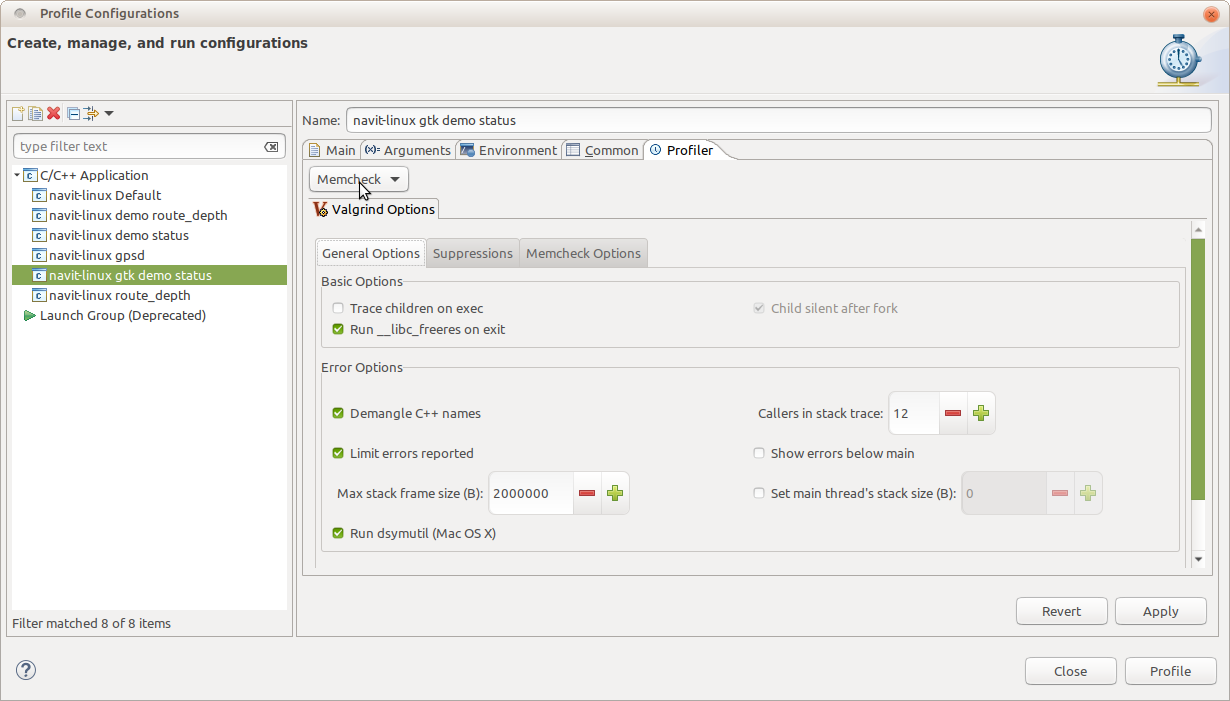 Profile Configurations
Create, manage, and run configurations
type filter text
C/C++ Application
navit-linux Default
navit-linux demo route_depth
navit-linux demo status
navit-linux gpsd
navit-linux gtk demo status
navit-linux route_depth
Launch Group (Deprecated)
Filter matched 8 of 8 items
Name: navit-linux gtk demo status
Main (x)= Arguments Environment Common Profiler
Memcheck
Valgrind Options
General Options Suppressions Memcheck Options
Basic Options
Trace children on exec Child silent after fork
Run __libc_freeres on exit
Error Options
Demangle C++ names Callers in stack trace: 12
Limit errors reported Show errors below main
Max stack frame size (B): 2000000 Set main thread's stack size (B): 0
Run dsymutil (Mac OS X)
Revert Apply
? Close Profile